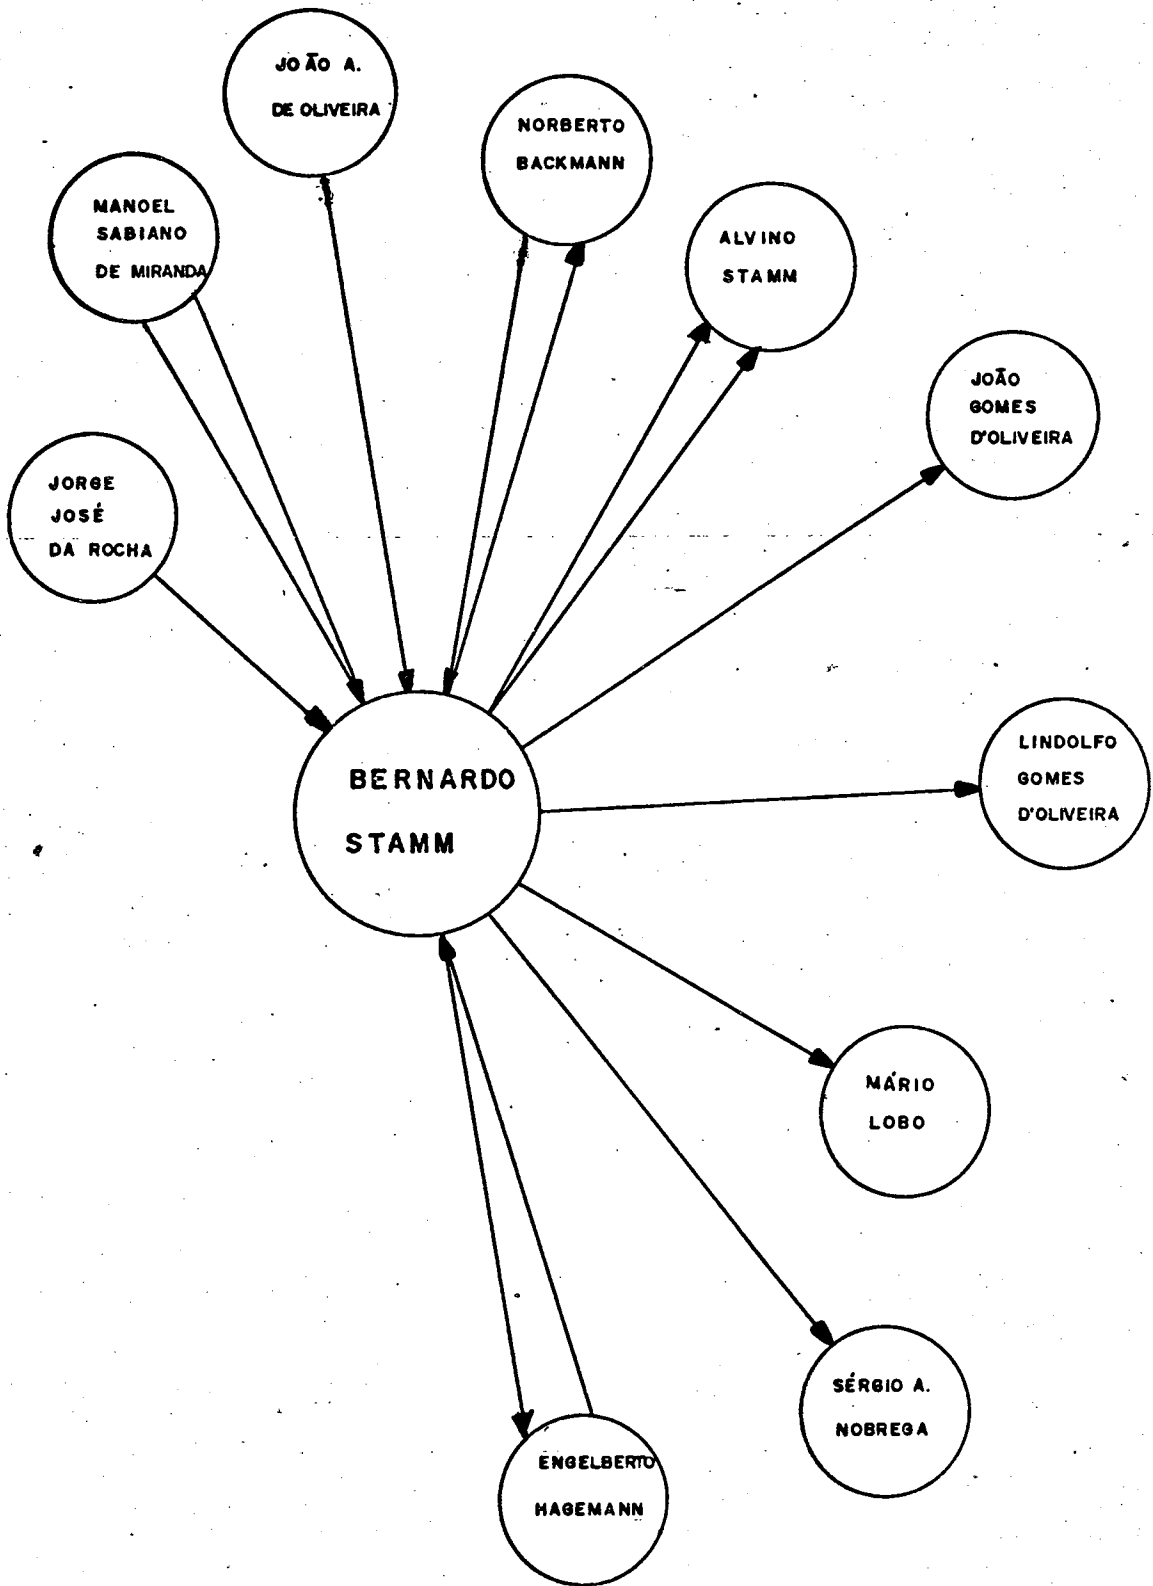 JOÃO A.
DE OLIVEIRA
NORBERTO
BACKMANN
MANOEL
SABIANO
DE MIRANDA
ALVINO
STAMM
JOÃO
GOMES
D'OLIVEIRA
JORGE
JOSÉ
DA ROCHA
BERNARDO
STAMM
LINDOLFO
GOMES
D'OLIVEIRA
MÁRIO
LOBO
SÉRGIO A.
NOBREGA
ENGELBERTO
HAGEMANN